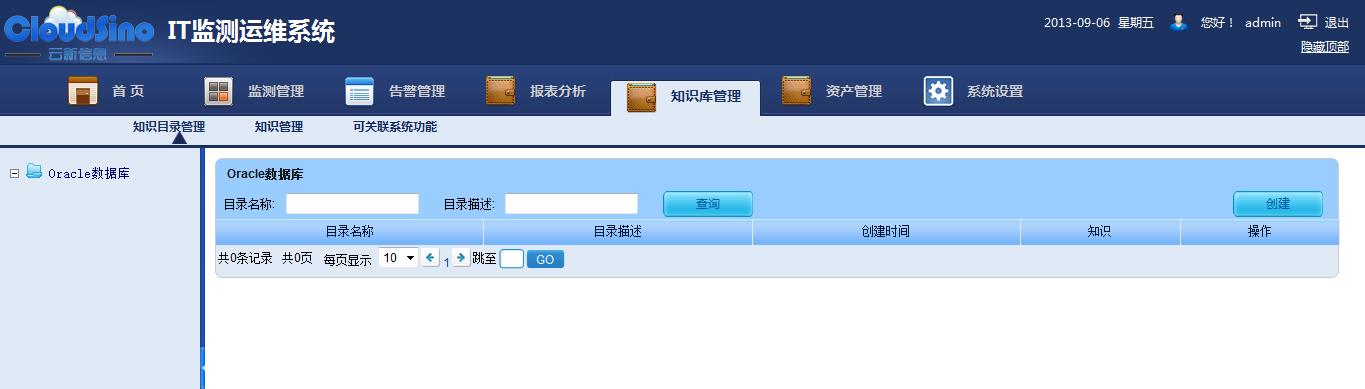 CloudSino IT监测运维系统 2013-09-06 星期五 您好！ admin 退出
云新信息 隐藏顶部
首 页 监测管理 告警管理 报表分析 知识库管理 资产管理 系统设置
知识目录管理 知识管理 可关联系统功能
Oracle数据库
Oracle数据库
目录名称: 目录描述: 查询 创建
目录名称 目录描述 创建时间 知识 操作
共0条记录 共0页 每页显示 10 1 跳至 GO